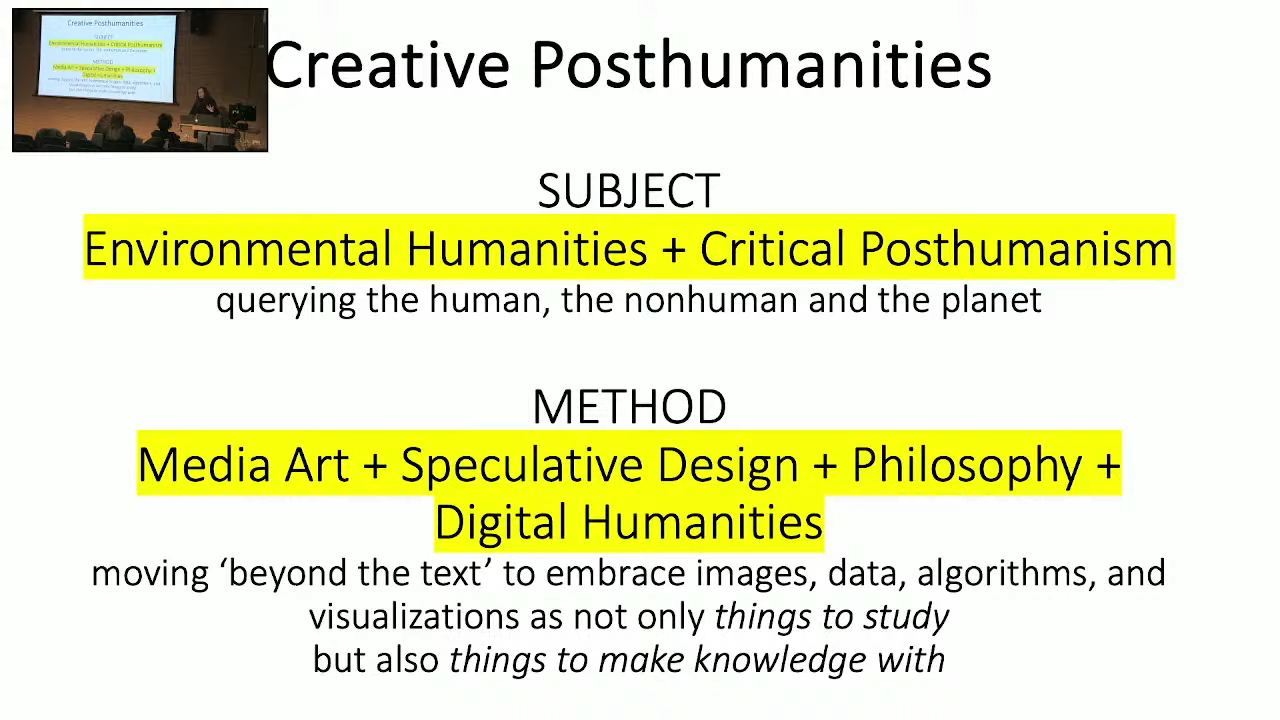 Creative Posthumanities
SUBJECT
Environmental Humanities + Critical Posthumanism
querying the human, the nonhuman and the planet
METHOD
Media Art + Speculative Design + Philosophy +
Digital Humanities
moving ‘beyond the text’ to embrace images, data, algorithms, and
visualizations as not only things to study
but also things to make knowledge with